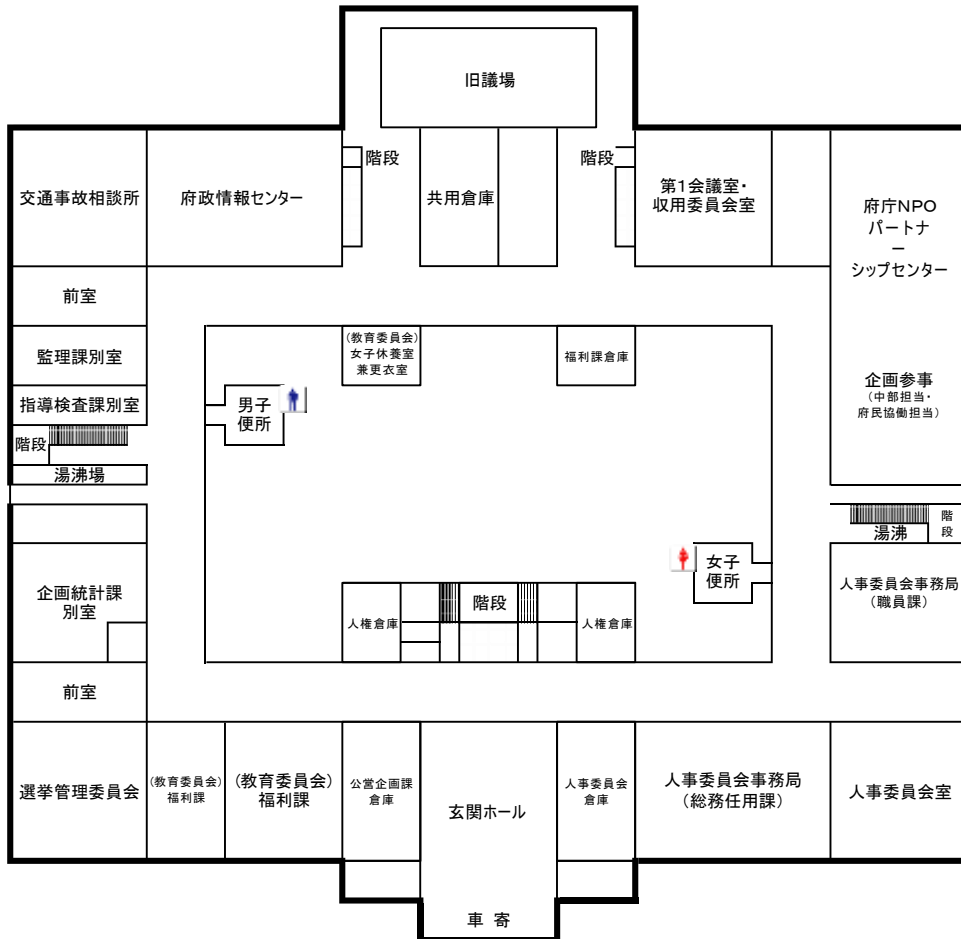 旧議場
階段
階段
交通事故相談所
府政情報センター
共用倉庫
第1会議室・
収用委員会室
府庁NPO
パートナ
ー
シップセンター
前室
(教育委員会)
女子休養室
兼更衣室
福利課倉庫
監理課別室
企画参事
(中部担当・
府民協働担当)
指導検査課別室
男子
便所
階段
湯沸場
階
段
湯沸
女子
便所
企画統計課
別室
人事委員会事務局
(職員課)
人権倉庫
階段
人権倉庫
前室
選挙管理委員会
(教育委員会)
福利課
(教育委員会)
福利課
公営企画課
倉庫
玄関ホール
人事委員会
倉庫
人事委員会事務局
(総務任用課)
人事委員会室
車 寄